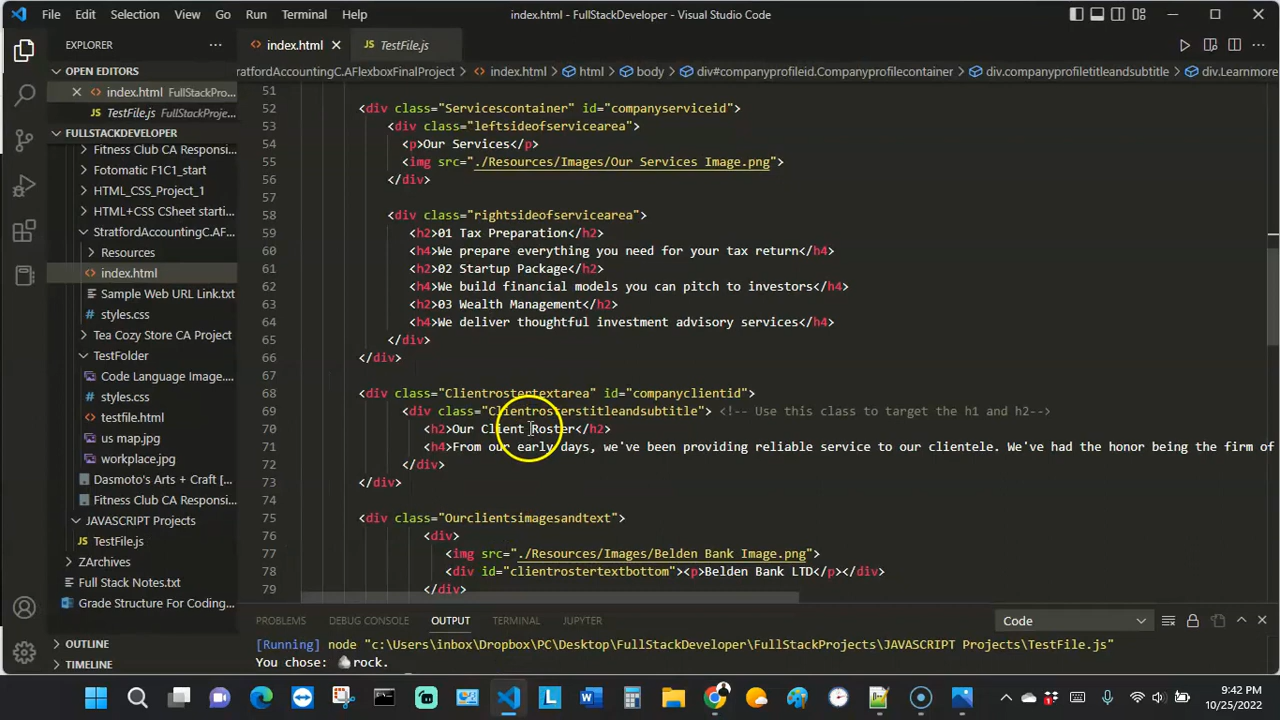 File Edit Selection View Go Run Terminal Help
index.html - FullStackDeveloper - Visual Studio Code
EXPLORER ...
index.html
TestFile.js
OPEN EDITORS
ratfordAccountingC.AFlexboxFinalProject > index.html > html > body > div#companyprofileid.Companyprofilecontainer > div.companyprofiletitleandsubtitle > div.Learnmore
index.html FullStackPro...
TestFile.js FullStackProje...
FULLSTACKDEVELOPER
Fitness Club CA Responsi...
Fotomatic F1C1_start
HTML_CSS_Project_1
HTML+CSS CSheet starti...
StratfordAccountingC.AF...
Resources
index.html
Sample Web URL Link.txt
styles.css
Tea Cozy Store CA Project
TestFolder
Code Language Image....
styles.css
testfile.html
us map.jpg
workplace.jpg
Dasmoto's Arts + Craft [...
Fitness Club CA Responsi...
JAVASCRIPT Projects
TestFile.js
ZArchives
Full Stack Notes.txt
Grade Structure For Coding...
OUTLINE
TIMELINE
51
52 <div class="Servicescontainer" id="companyserviceid">
53 <div class="leftsideofservicearea">
54 <p>Our Services</p>
55 <img src="./Resources/Images/Our Services Image.png">
56 </div>
57
58 <div class="rightsideofservicearea">
59 <h2>01 Tax Preparation</h2>
60 <h4>We prepare everything you need for your tax return</h4>
61 <h2>02 Startup Package</h2>
62 <h4>We build financial models you can pitch to investors</h4>
63 <h2>03 Wealth Management</h2>
64 <h4>We deliver thoughtful investment advisory services</h4>
65 </div>
66 </div>
67
68 <div class="Clientrostertextarea" id="companyclientid">
69 <div class="Clientrosterstitleandsubtitle"> <!-- Use this class to target the h1 and h2-->
70 <h2>Our Client Roster</h2>
71 <h4>From our early days, we've been providing reliable service to our clientele. We've had the honor being the firm of
72 </div>
73 </div>
74
75 <div class="Ourclientsimagesandtext">
76 <div>
77 <img src="./Resources/Images/Belden Bank Image.png">
78 <div id="clientrostertextbottom"><p>Belden Bank LTD</p></div>
79 </div>
PROBLEMS DEBUG CONSOLE OUTPUT TERMINAL JUPYTER
Code
[Running] node "c:\Users\inbox\Dropbox\PC\Desktop\FullStackDeveloper\FullStackProjects\JAVASCRIPT Projects\TestFile.js"
You chose: 🪨rock.
9:42 PM
10/25/2022